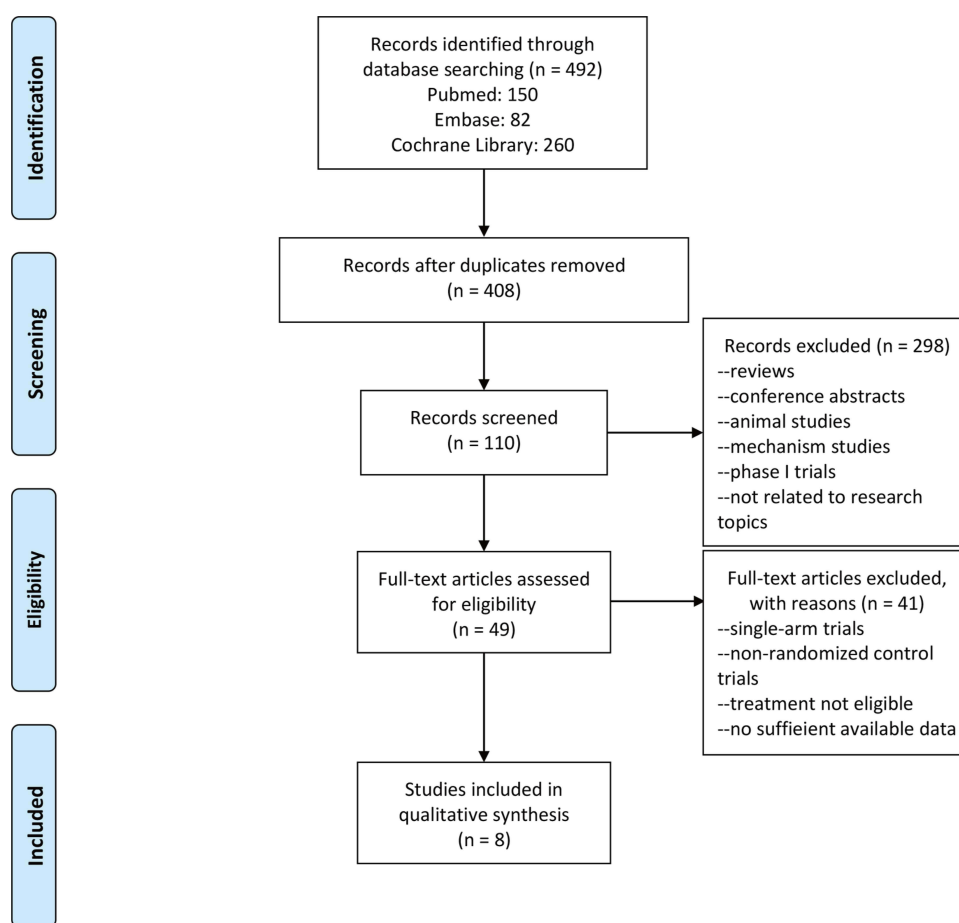 Identification
Records identified through
database searching (n = 492)
Pubmed: 150
Embase: 82
Cochrane Library: 260
Screening
Records after duplicates removed
(n = 408)
Records screened
(n = 110)
Records excluded (n = 298)
--reviews
--conference abstracts
--animal studies
--mechanism studies
--phase I trials
--not related to research
topics
Eligibility
Full-text articles assessed
for eligibility
(n = 49)
Full-text articles excluded,
with reasons (n = 41)
--single-arm trials
--non-randomized control
trials
--treatment not eligible
--no suffieient available data
Included
Studies included in
qualitative synthesis
(n = 8)